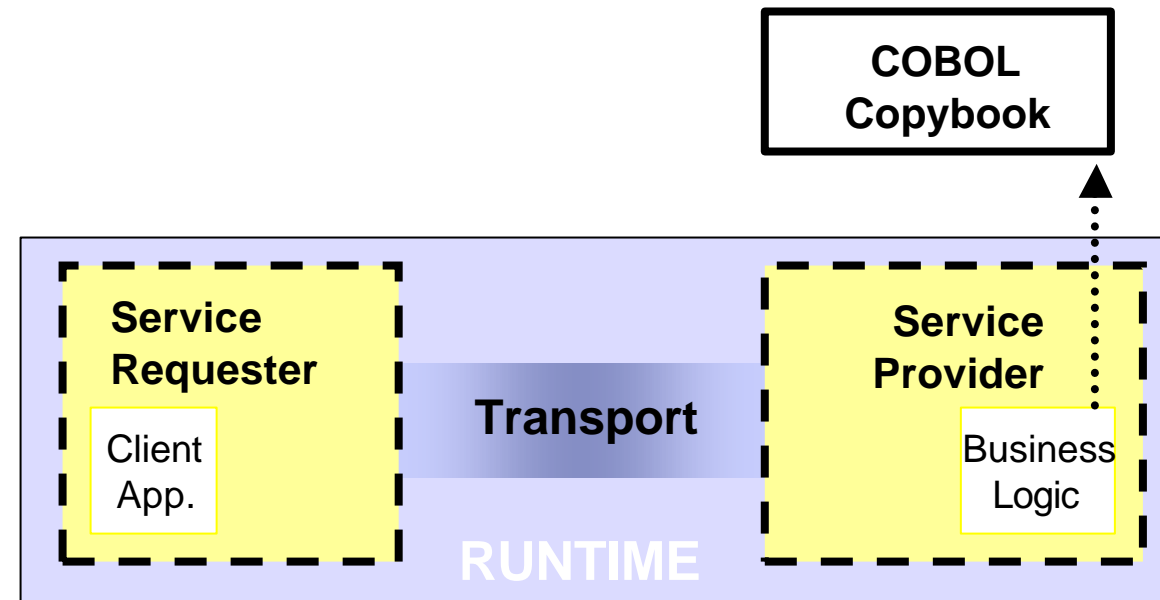 COBOL
Copybook
Service
Requester
Client
App.
Transport
Service
Provider
Business
Logic
RUNTIME